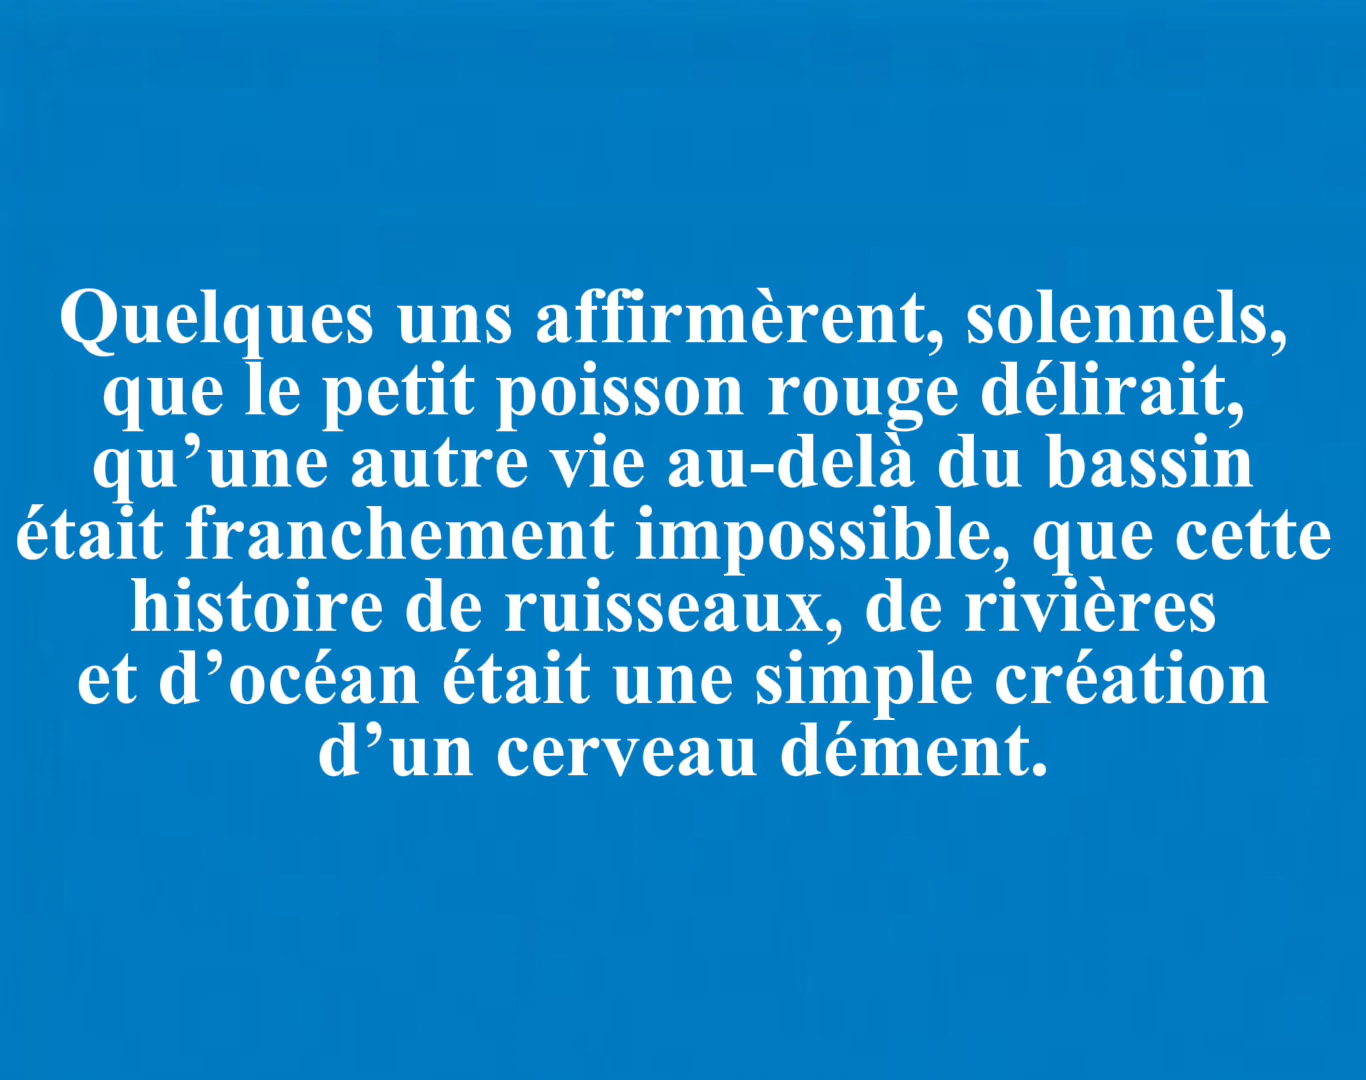 Quelques uns affirmèrent, solennels,
que le petit poisson rouge délirait,
qu’une autre vie au-delà du bassin
était franchement impossible, que cette
histoire de ruisseaux, de rivières
et d’océan était une simple création
d’un cerveau dément.